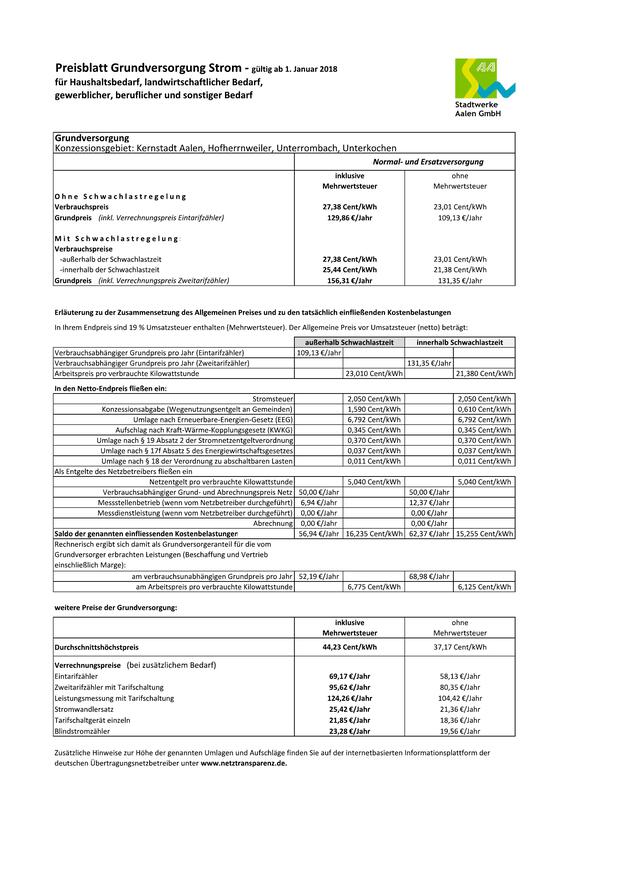 Preisblatt Grundversorgung Strom - gültig ab 1. Januar 2018
für Haushaltsbedarf, landwirtschaftlicher Bedarf,
gewerblicher, beruflicher und sonstiger Bedarf
Stadtwerke
Aalen GmbH
Grundversorgung
Konzessionsgebiet: Kernstadt Aalen, Hofherrnweiler, Unterrombach, Unterkochen
Normal- und Ersatzversorgung
inklusive ohne
Mehrwertsteuer Mehrwertsteuer
Ohne Schwachlastregelung
Verbrauchspreis 27,38 Cent/kWh 23,01 Cent/kWh
Grundpreis (inkl. Verrechnungspreis Eintarifzähler) 129,86 €/Jahr 109,13 €/Jahr
Mit Schwachlastregelung
Verbrauchspreise
-außerhalb der Schwachlastzeit 27,38 Cent/kWh 23,01 Cent/kWh
-innerhalb der Schwachlastzeit 25,44 Cent/kWh 21,38 Cent/kWh
Grundpreis (inkl. Verrechnungspreis Zweitarifzähler) 156,31 €/Jahr 131,35 €/Jahr
Erläuterung zu der Zusammensetzung des Allgemeinen Preises und zu den tatsächlich einfließenden Kostenbelastungen
In Ihrem Endpreis sind 19 % Umsatzsteuer enthalten (Mehrwertsteuer). Der Allgemeine Preis vor Umsatzsteuer (netto) beträgt:
außerhalb Schwachlastzeit innerhalb Schwachlastzeit
Verbrauchsabhängiger Grundpreis pro Jahr (Eintarifzähler) 109,13 €/Jahr
Verbrauchsabhängiger Grundpreis pro Jahr (Zweitarifzähler) 131,35 €/Jahr
Arbeitspreis pro verbrauchte Kilowattstunde 23,010 Cent/kWh 21,380 Cent/kWh
In den Netto-Endpreis fließen ein:
Stromsteuer 2,050 Cent/kWh 2,050 Cent/kWh
Konzessionsabgabe (Wegenutzungsentgelt an Gemeinden) 1,590 Cent/kWh 0,610 Cent/kWh
Umlage nach Erneuerbare-Energien-Gesetz (EEG) 6,792 Cent/kWh 6,792 Cent/kWh
Aufschlag nach Kraft-Wärme-Kopplungsgesetz (KWKG) 0,345 Cent/kWh 0,345 Cent/kWh
Umlage nach § 19 Absatz 2 der Stromnetzentgeltverordnung 0,370 Cent/kWh 0,370 Cent/kWh
Umlage nach § 17f Absatz 5 des Energiewirtschaftsgesetzes 0,037 Cent/kWh 0,037 Cent/kWh
Umlage nach § 18 der Verordnung zu abschaltbaren Lasten 0,011 Cent/kWh 0,011 Cent/kWh
Als Entgelte des Netzbetreibers fließen ein
Netzentgelt pro verbrauchte Kilowattstunde 5,040 Cent/kWh 5,040 Cent/kWh
Verbrauchsabhängiger Grund- und Abrechnungspreis Netz 50,00 €/Jahr 50,00 €/Jahr
Messstellenbetrieb (wenn vom Netzbetreiber durchgeführt) 6,94 €/Jahr 12,37 €/Jahr
Messdienstleistung (wenn vom Netzbetreiber durchgeführt) 0,00 €/Jahr 0,00 €/Jahr
Abrechnung 0,00 €/Jahr 0,00 €/Jahr
Saldo der genannten einfliessenden Kostenbelastungen 56,94 €/Jahr 16,235 Cent/kWh 62,37 €/Jahr 15,255 Cent/kWh
Rechnerisch ergibt sich damit als Grundversorgeranteil für die vom
Grundversorger erbrachten Leistungen (Beschaffung und Vertrieb
einschließlich Marge):
am verbrauchsunabhängigen Grundpreis pro Jahr 52,19 €/Jahr 68,98 €/Jahr
am Arbeitspreis pro verbrauchte Kilowattstunde 6,775 Cent/kWh 6,125 Cent/kWh
weitere Preise der Grundversorgung:
inklusive ohne
Mehrwertsteuer Mehrwertsteuer
Durchschnittshöchstpreis 44,23 Cent/kWh 37,17 Cent/kWh
Verrechnungspreise (bei zusätzlichem Bedarf)
Eintarifzähler 69,17 €/Jahr 58,13 €/Jahr
Zweitarifzähler mit Tarifschaltung 95,62 €/Jahr 80,35 €/Jahr
Leistungsmessung mit Tarifschaltung 124,26 €/Jahr 104,42 €/Jahr
Stromwandlersatz 25,42 €/Jahr 21,36 €/Jahr
Tarifschaltgerät einzeln 21,85 €/Jahr 18,36 €/Jahr
Blindstromzähler 23,28 €/Jahr 19,56 €/Jahr
Zusätzliche Hinweise zur Höhe der genannten Umlagen und Aufschläge finden Sie auf der internetbasierten Informationsplattform der
deutschen Übertragungsnetzbetreiber unter www.netztransparenz.de.